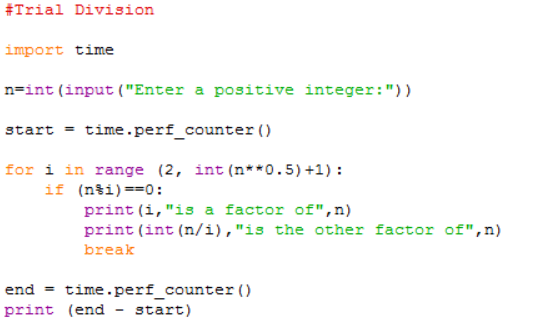 #Trial Division
import time
n=int(input("Enter a positive integer:"))
start = time.perf_counter()
for i in range (2, int(n**0.5)+1):
    if (n%i)==0:
        print(i,"is a factor of",n)
        print(int(n/i),"is the other factor of",n)
        break
end = time.perf_counter()
print (end - start)